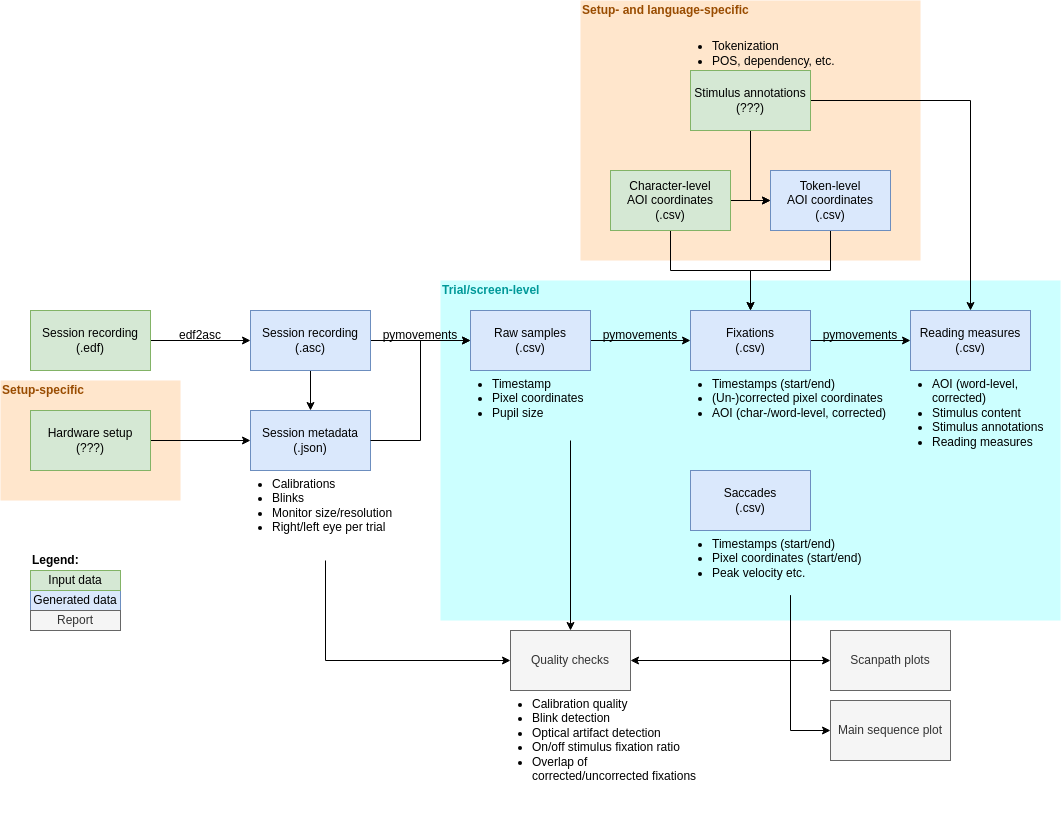 Setup- and language-specific
• Tokenization
• POS, dependency, etc.
Stimulus annotations
(???)
Character-level
AOI coordinates
(.csv)
Token-level
AOI coordinates
(.csv)
Trial/screen-level
Session recording
(.edf)
edf2asc
Session recording
(.asc)
pymovements
Raw samples
(.csv)
pymovements
Fixations
(.csv)
pymovements
Reading measures
(.csv)
• Timestamp
• Pixel coordinates
• Pupil size
• Timestamps (start/end)
• (Un-)corrected pixel coordinates
• AOI (char-/word-level, corrected)
• AOI (word-level,
corrected)
• Stimulus content
• Stimulus annotations
• Reading measures
Setup-specific
Hardware setup
(???)
Session metadata
(.json)
• Calibrations
• Blinks
• Monitor size/resolution
• Right/left eye per trial
Saccades
(.csv)
• Timestamps (start/end)
• Pixel coordinates (start/end)
• Peak velocity etc.
Legend:
Input data
Generated data
Report
Quality checks
• Calibration quality
• Blink detection
• Optical artifact detection
• On/off stimulus fixation ratio
• Overlap of
corrected/uncorrected fixations
Scanpath plots
Main sequence plot